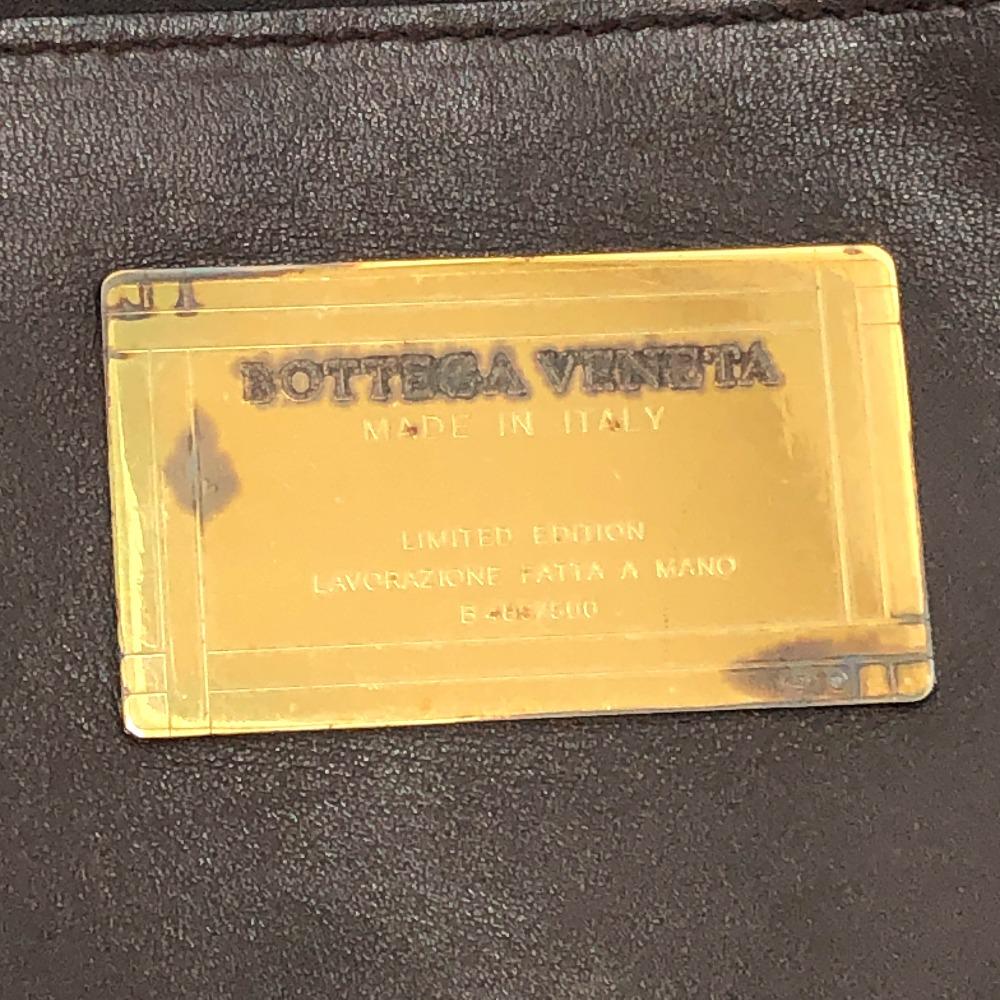 BOTTEGA VENETA
MADE IN ITALY
LIMITED EDITION
LAVORAZIONE FATTA A MANO